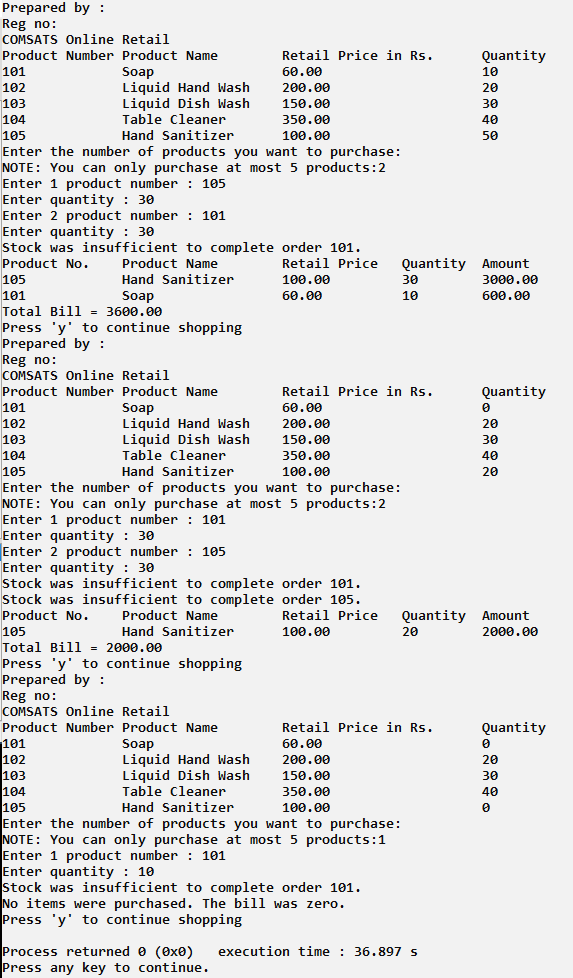 Prepared by :
Reg no:
COMSATS Online Retail
Product Number Product Name Retail Price in Rs. Quantity
101 Soap 60.00 10
102 Liquid Hand Wash 200.00 20
103 Liquid Dish Wash 150.00 30
104 Table Cleaner 350.00 40
105 Hand Sanitizer 100.00 50
Enter the number of products you want to purchase:
NOTE: You can only purchase at most 5 products:2
Enter 1 product number : 105
Enter quantity : 30
Enter 2 product number : 101
Enter quantity : 30
Stock was insufficient to complete order 101.
Product No. Product Name Retail Price Quantity Amount
105 Hand Sanitizer 100.00 30 3000.00
101 Soap 60.00 10 600.00
Total Bill = 3600.00
Press 'y' to continue shopping
Prepared by :
Reg no:
COMSATS Online Retail
Product Number Product Name Retail Price in Rs. Quantity
101 Soap 60.00 0
102 Liquid Hand Wash 200.00 20
103 Liquid Dish Wash 150.00 30
104 Table Cleaner 350.00 40
105 Hand Sanitizer 100.00 20
Enter the number of products you want to purchase:
NOTE: You can only purchase at most 5 products:2
Enter 1 product number : 101
Enter quantity : 30
Enter 2 product number : 105
Enter quantity : 30
Stock was insufficient to complete order 101.
Stock was insufficient to complete order 105.
Product No. Product Name Retail Price Quantity Amount
105 Hand Sanitizer 100.00 20 2000.00
Total Bill = 2000.00
Press 'y' to continue shopping
Prepared by :
Reg no:
COMSATS Online Retail
Product Number Product Name Retail Price in Rs. Quantity
101 Soap 60.00 0
102 Liquid Hand Wash 200.00 20
103 Liquid Dish Wash 150.00 30
104 Table Cleaner 350.00 40
105 Hand Sanitizer 100.00 0
Enter the number of products you want to purchase:
NOTE: You can only purchase at most 5 products:1
Enter 1 product number : 101
Enter quantity : 10
Stock was insufficient to complete order 101.
No items were purchased. The bill was zero.
Press 'y' to continue shopping
Process returned 0 (0x0) execution time : 36.897 s
Press any key to continue.